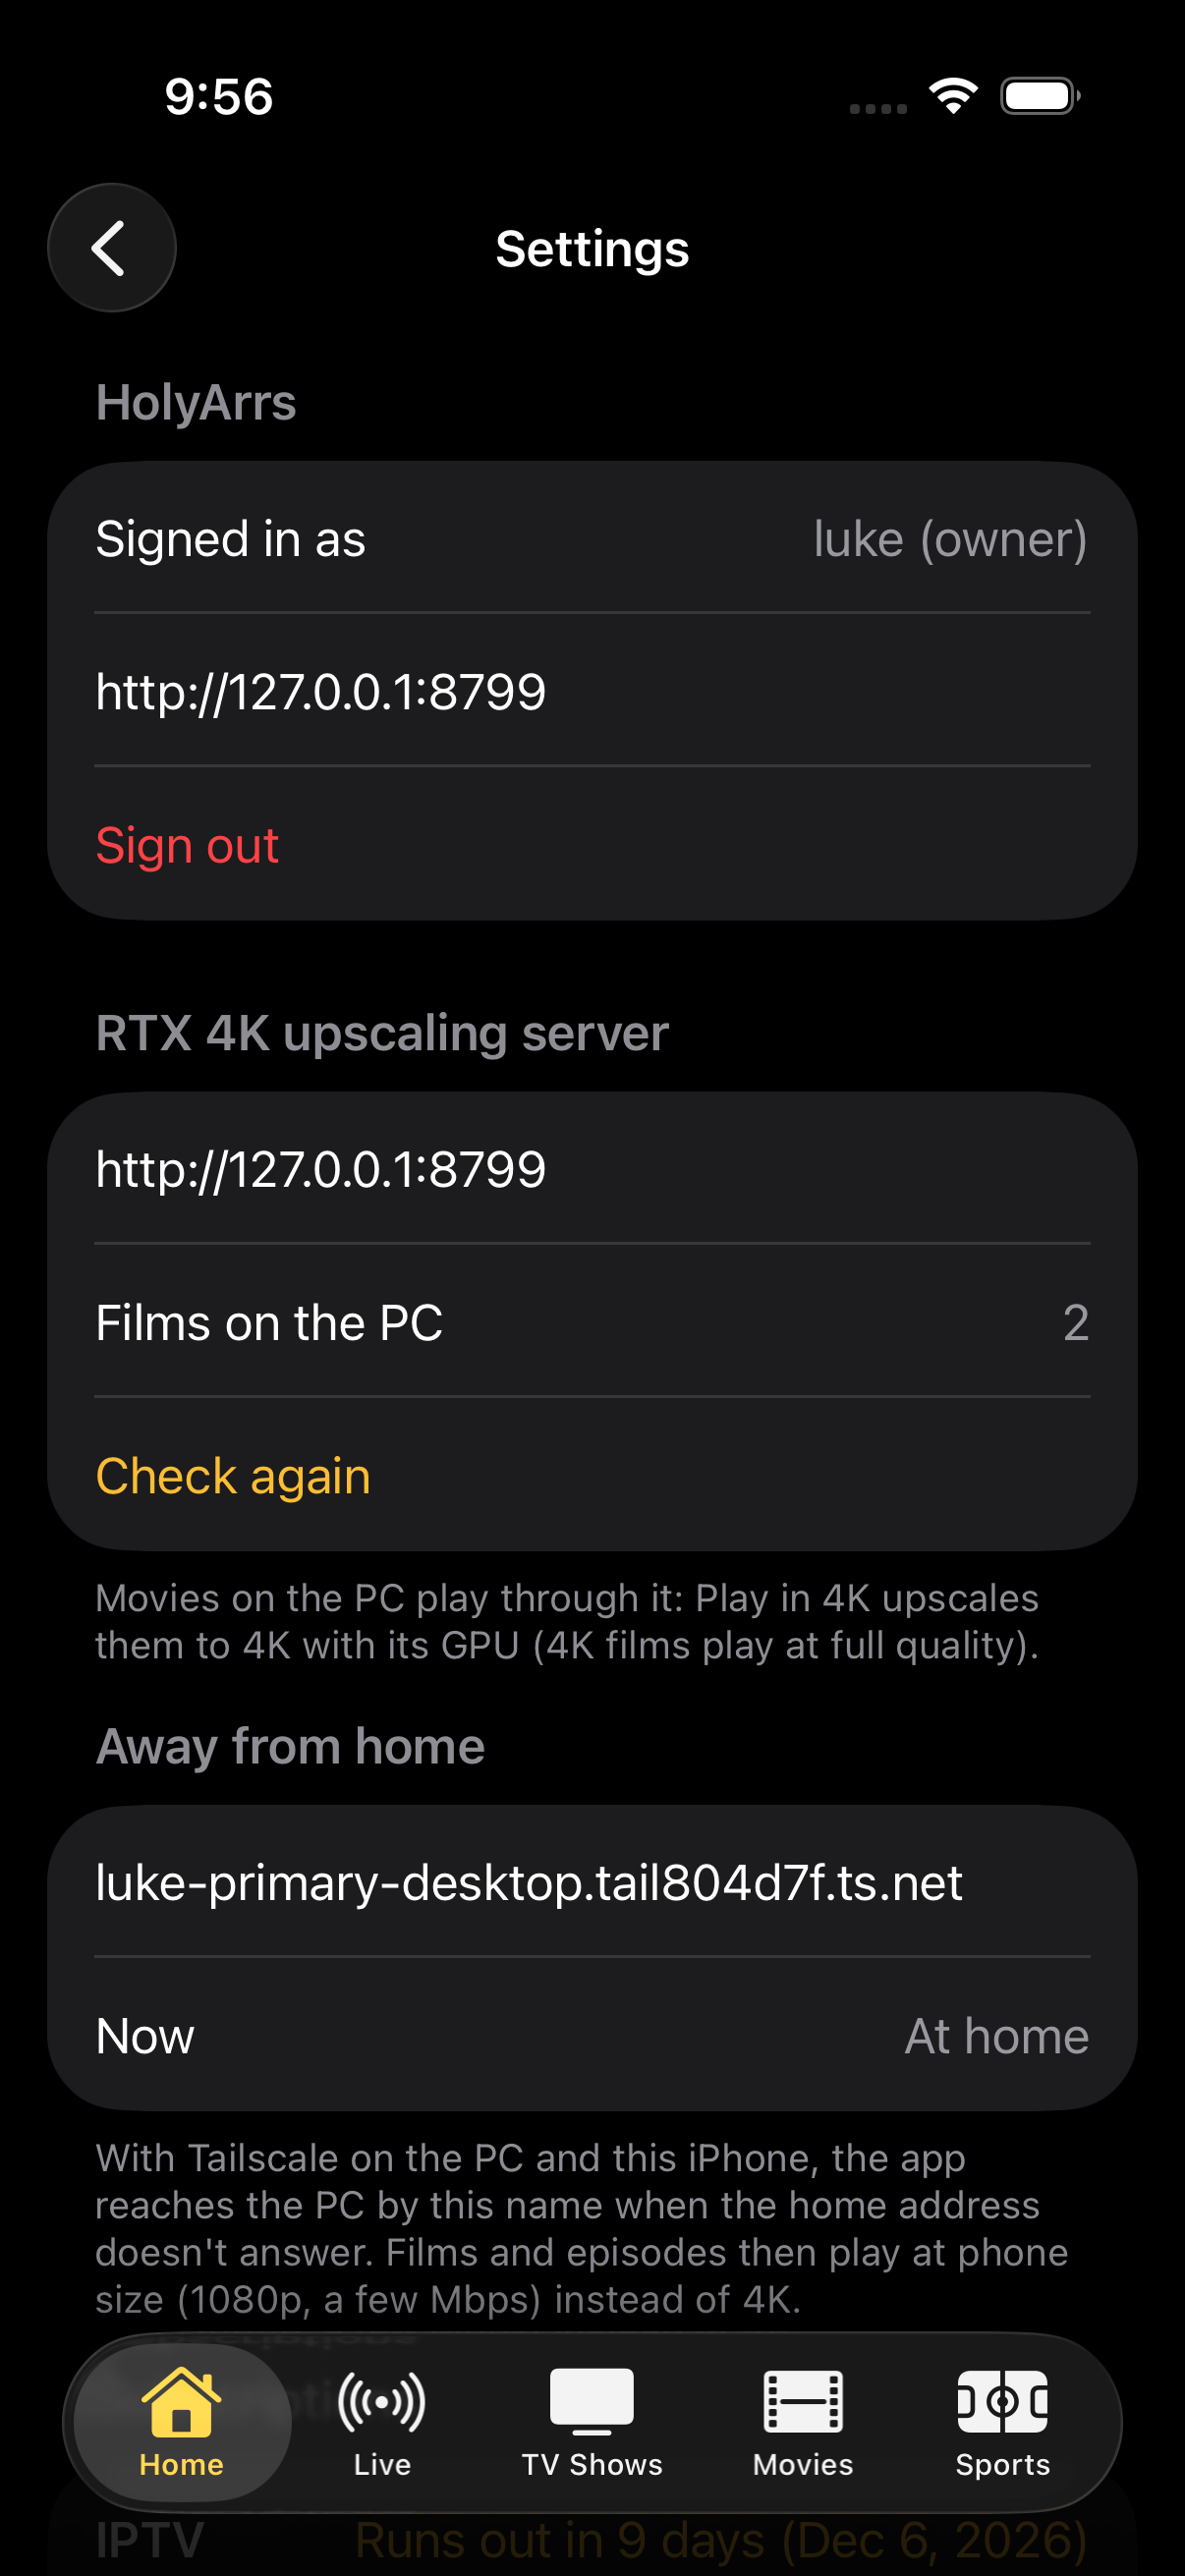 9:56
Settings
HolyArrs
Signed in as luke (owner)
http://127.0.0.1:8799
Sign out
RTX 4K upscaling server
http://127.0.0.1:8799
Films on the PC 2
Check again
Movies on the PC play through it: Play in 4K upscales
them to 4K with its GPU (4K films play at full quality).
Away from home
luke-primary-desktop.tail804d7f.ts.net
Now At home
With Tailscale on the PC and this iPhone, the app
reaches the PC by this name when the home address
doesn't answer. Films and episodes then play at phone
size (1080p, a few Mbps) instead of 4K.
Home Live TV Shows Movies Sports
IPTV Runs out in 9 days (Dec 6, 2026)